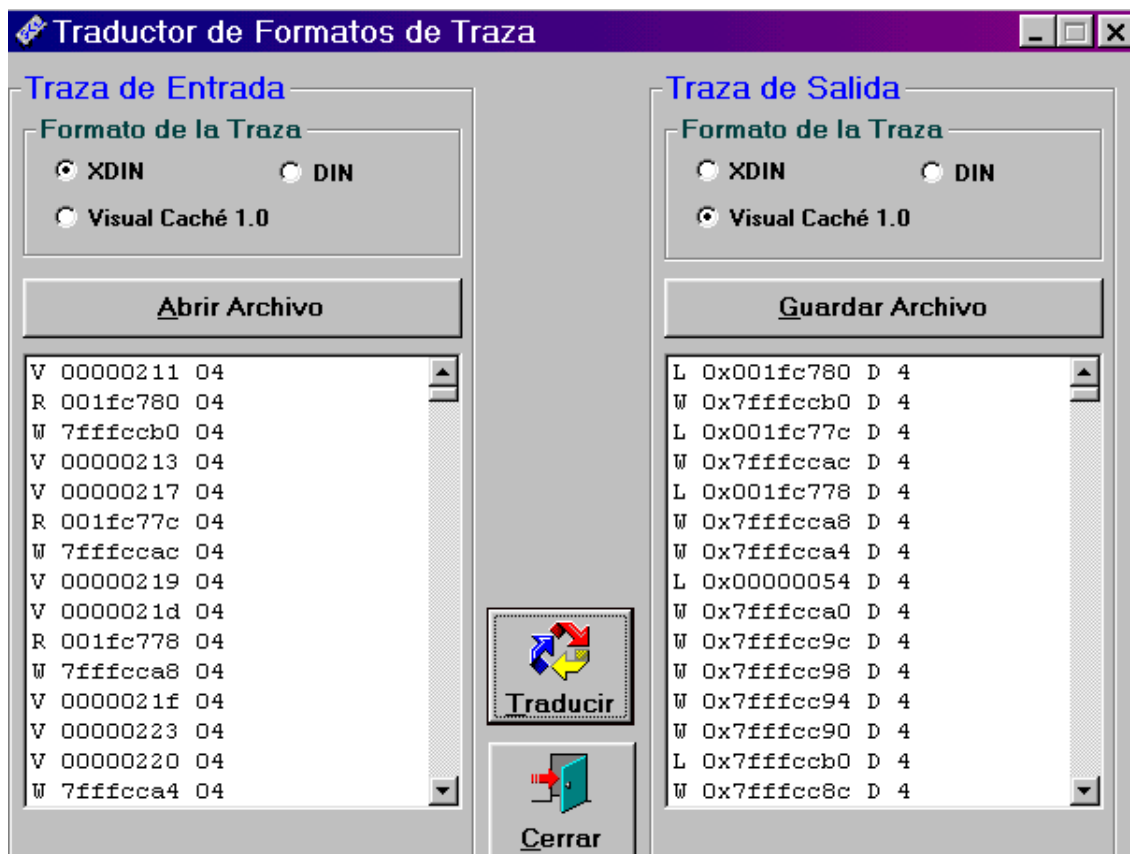 Traductor de Formatos de Traza
Traza de Entrada
Formato de la Traza
XDIN
DIN
Visual Caché 1.0
Abrir Archivo
V 00000211 04
R 001fc780 04
W 7fffccb0 04
V 00000213 04
V 00000217 04
R 001fc77c 04
W 7fffccac 04
V 00000219 04
V 0000021d 04
R 001fc778 04
W 7fffcca8 04
V 0000021f 04
V 00000223 04
V 00000220 04
W 7fffcca4 04
Traducir
Cerrar
Traza de Salida
Formato de la Traza
XDIN
DIN
Visual Caché 1.0
Guardar Archivo
L 0x001fc780 D 4
W 0x7fffccb0 D 4
L 0x001fc77c D 4
W 0x7fffccac D 4
L 0x001fc778 D 4
W 0x7fffcca8 D 4
W 0x7fffcca4 D 4
L 0x00000054 D 4
W 0x7fffcca0 D 4
W 0x7fffcc9c D 4
W 0x7fffcc98 D 4
W 0x7fffcc94 D 4
W 0x7fffcc90 D 4
L 0x7fffccb0 D 4
W 0x7fffcc8c D 4